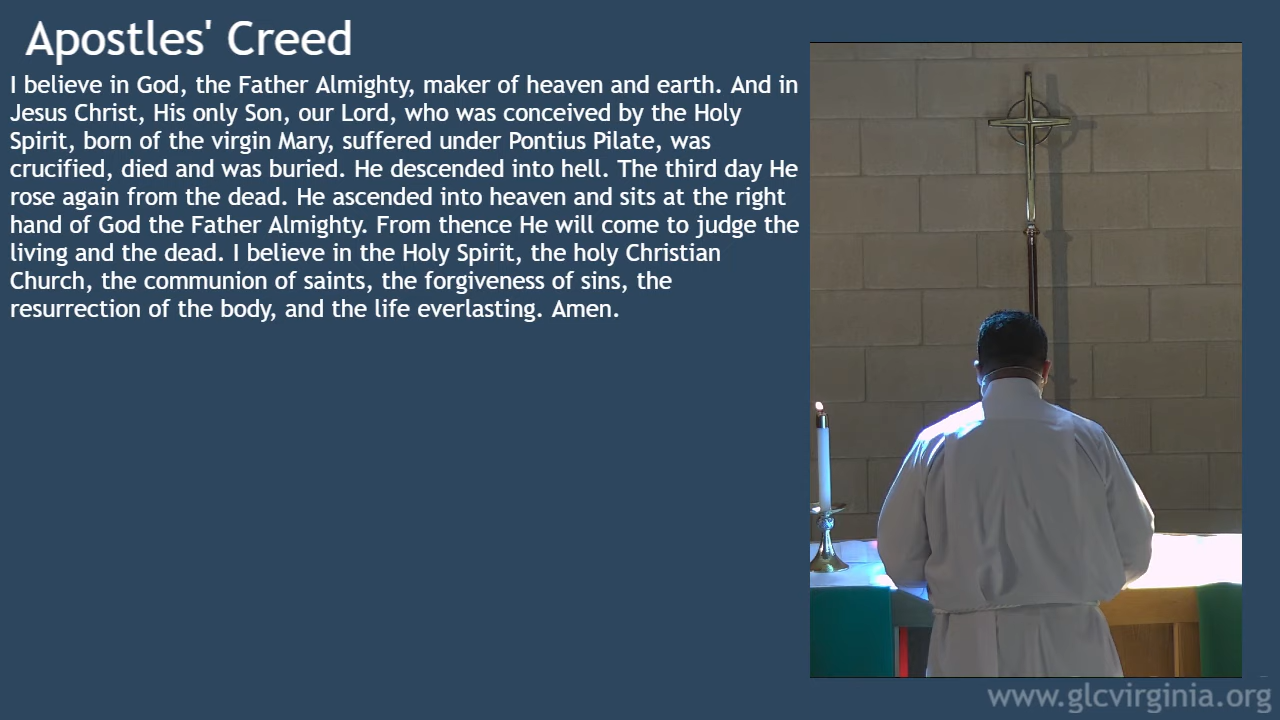 Apostles' Creed
I believe in God, the Father Almighty, maker of heaven and earth. And in
Jesus Christ, His only Son, our Lord, who was conceived by the Holy
Spirit, born of the virgin Mary, suffered under Pontius Pilate, was
crucified, died and was buried. He descended into hell. The third day He
rose again from the dead. He ascended into heaven and sits at the right
hand of God the Father Almighty. From thence He will come to judge the
living and the dead. I believe in the Holy Spirit, the holy Christian
Church, the communion of saints, the forgiveness of sins, the
resurrection of the body, and the life everlasting. Amen.
www.glcvirginia.org